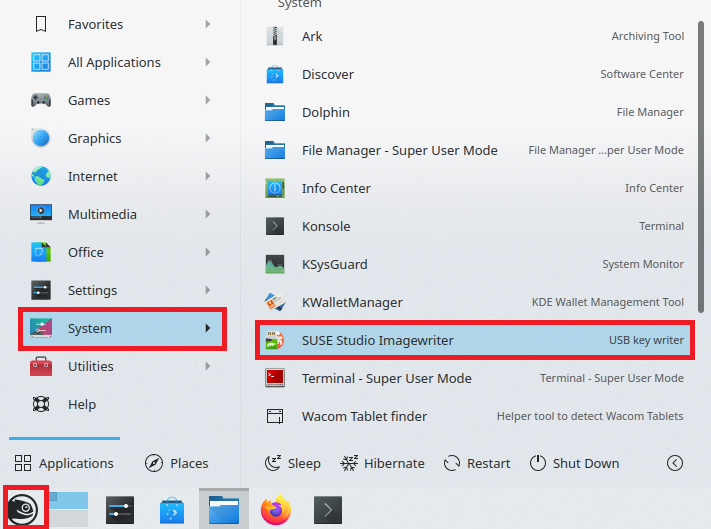 System
Favorites
All Applications
Games
Graphics
Internet
Multimedia
Office
Settings
System
Utilities
Help
Ark Archiving Tool
Discover Software Center
Dolphin File Manager
File Manager - Super User Mode File Manager ...per User Mode
Info Center Info Center
Konsole Terminal
KSysGuard System Monitor
KWalletManager KDE Wallet Management Tool
SUSE Studio Imagewriter USB key writer
Terminal - Super User Mode Terminal - Super User Mode
Wacom Tablet finder Helper tool to detect Wacom Tablets
Applications Places Sleep Hibernate Restart Shut Down